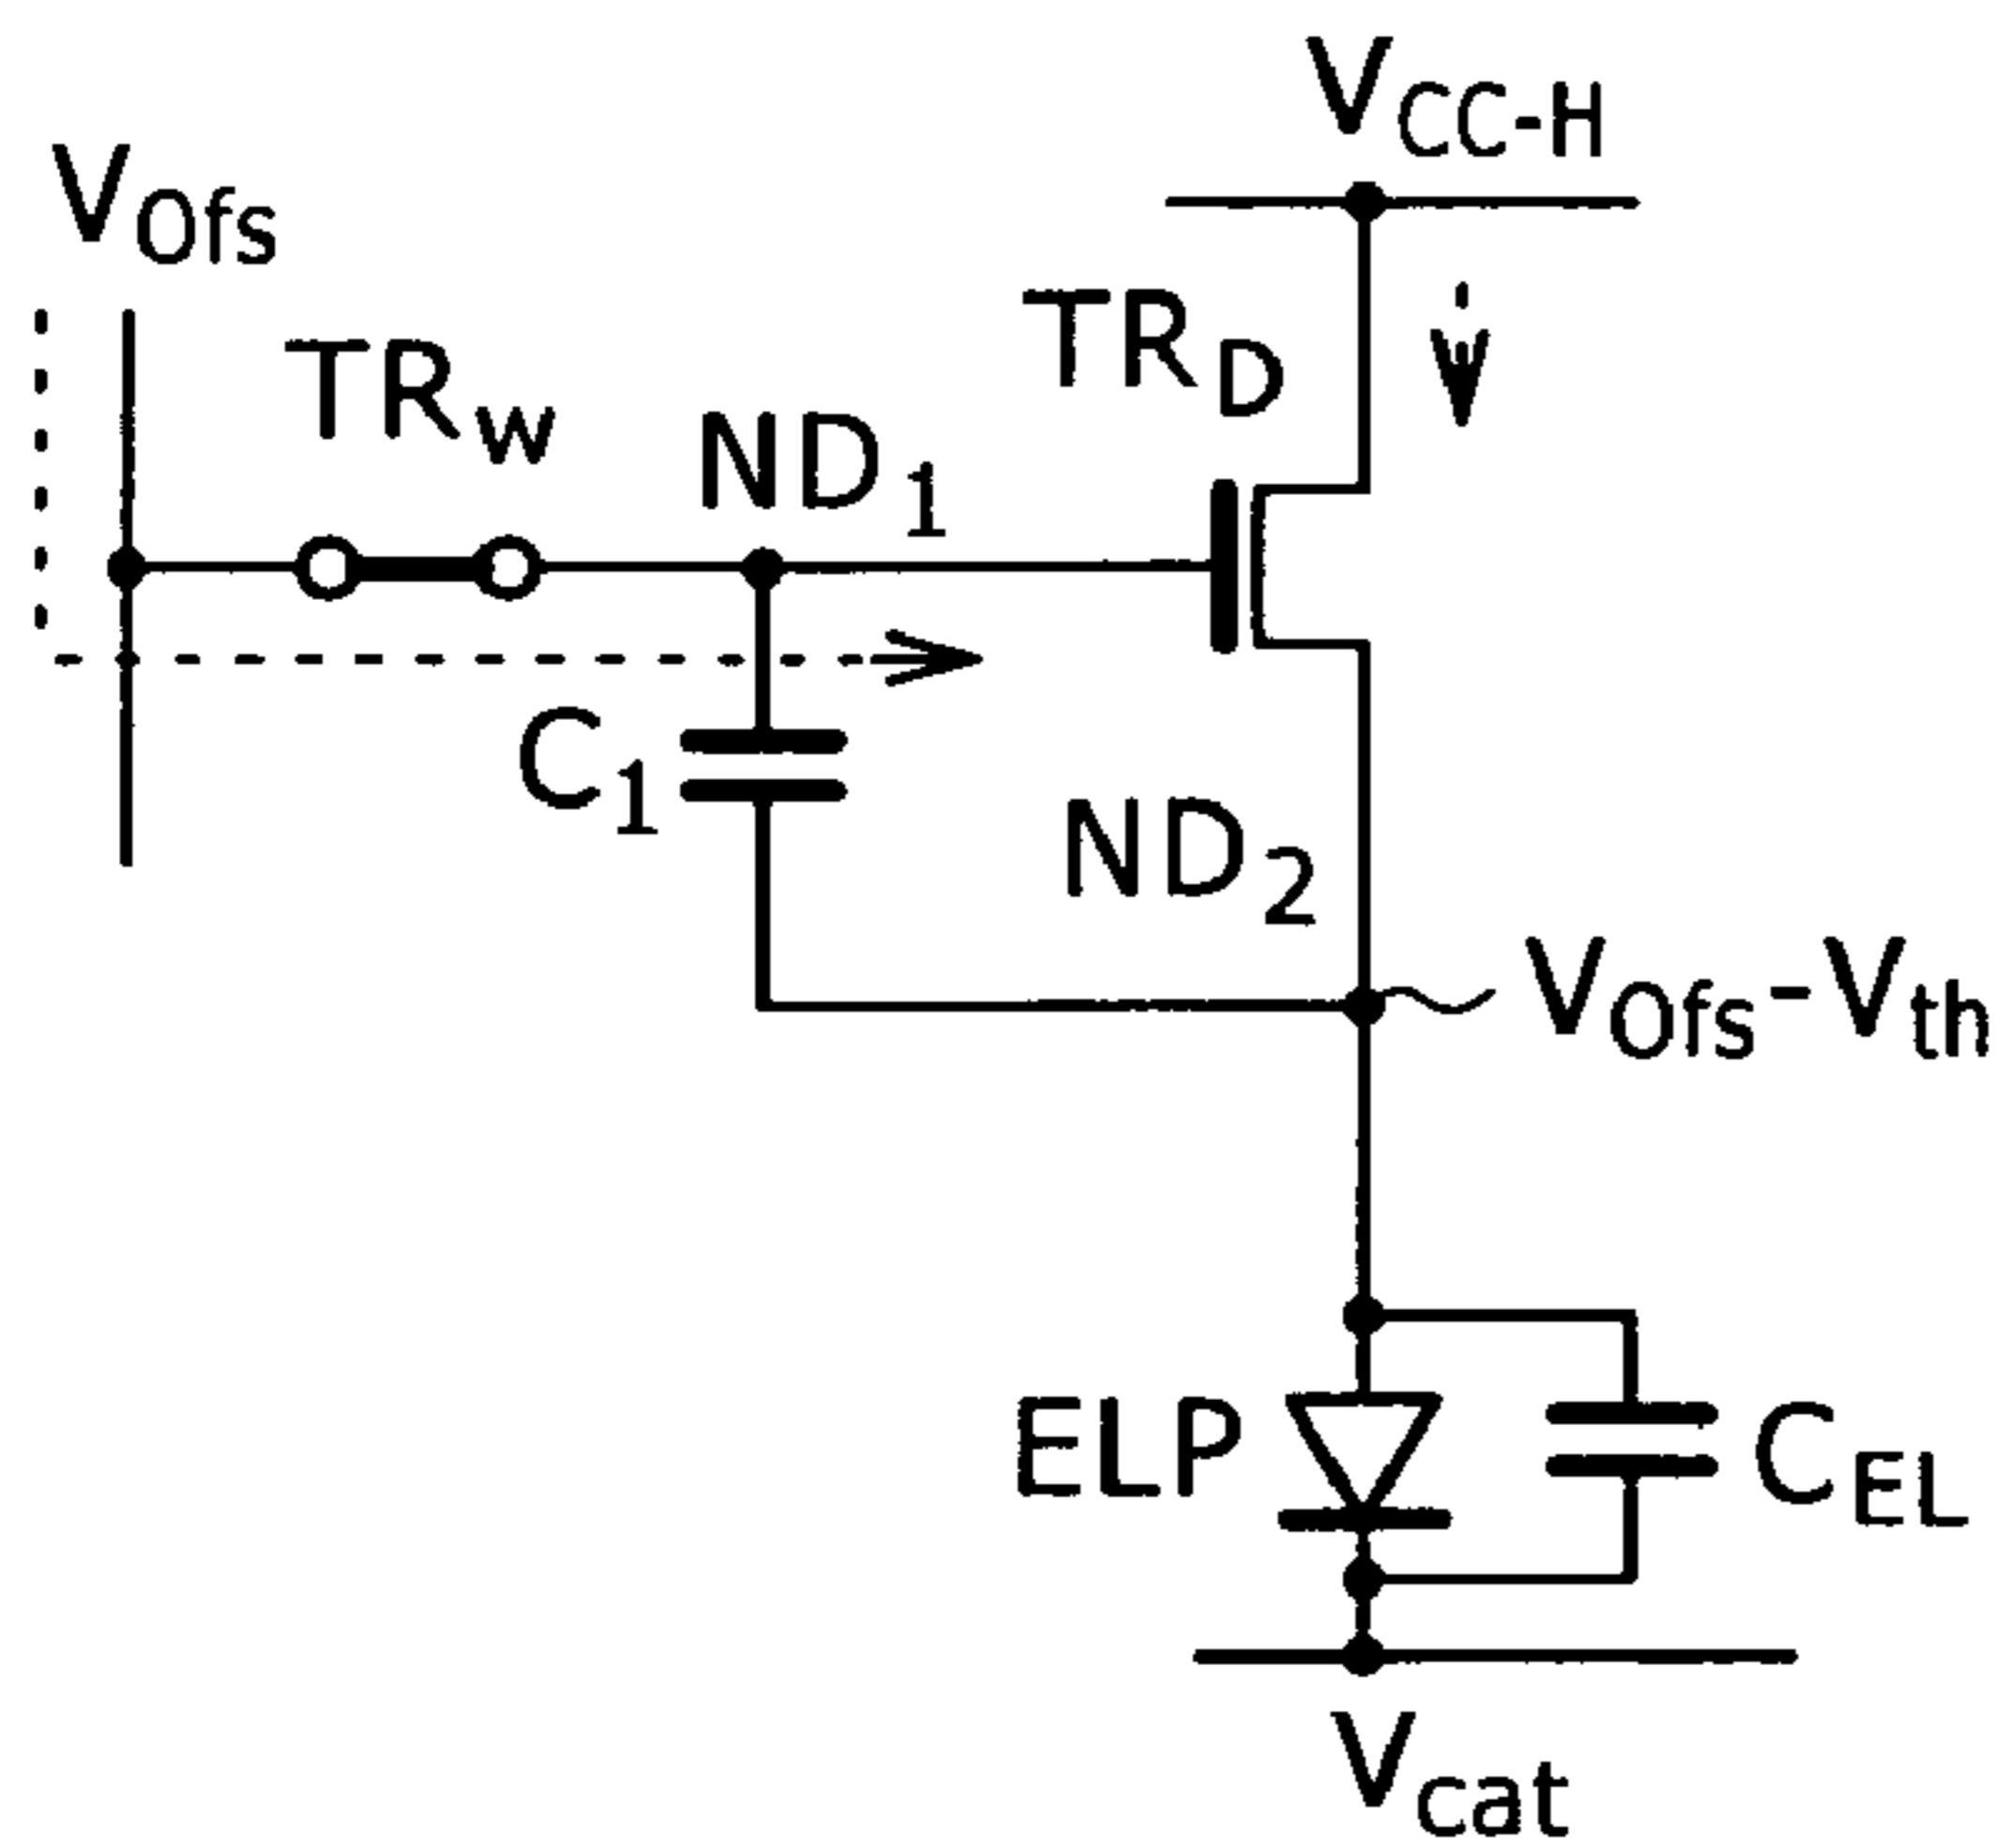 VCC-H
VOfs
TRD
TRW
ND1
C1
ND2
VOfs-Vth
ELP
CEL
Vcat